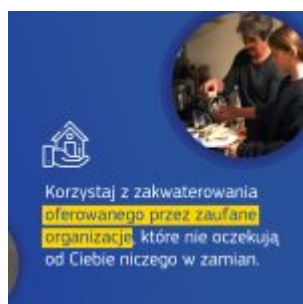 Korzystaj z zakwaterowania
oferowanego przez zaufane
organizacje, które nie oczekują
od Ciebie niczego w zamian.